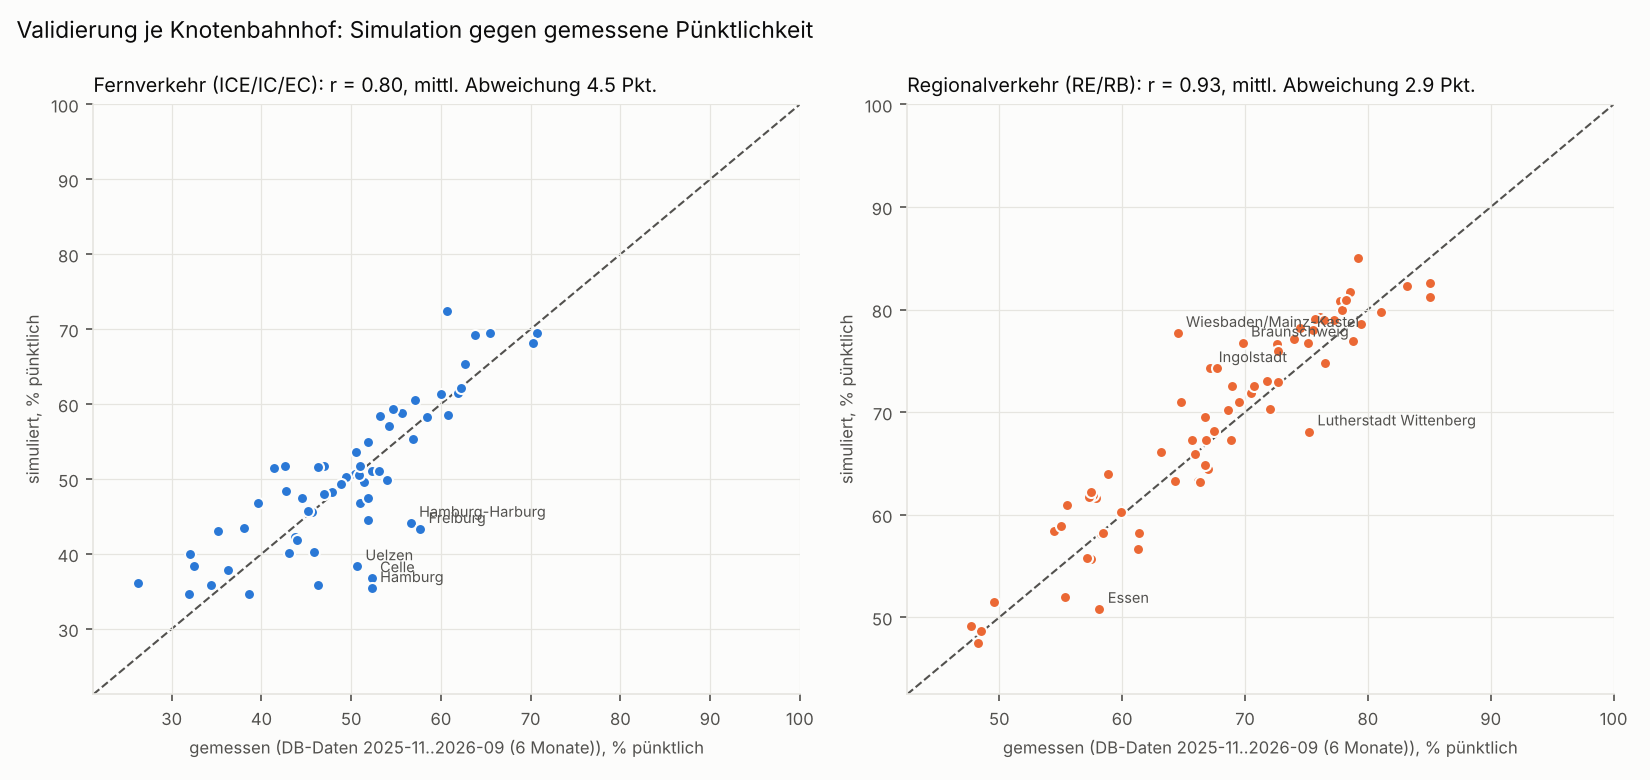 Validierung je Knotenbahnhof: Simulation gegen gemessene Pünktlichkeit
Fernverkehr (ICE/IC/EC): r = 0.80, mittl. Abweichung 4.5 Pkt.
simuliert, % pünktlich
100
90
80
70
60
50
40
30
Hamburg-Harburg
Freiburg
Uelzen
Celle
Hamburg
30 40 50 60 70 80 90 100
gemessen (DB-Daten 2025-11..2026-09 (6 Monate)), % pünktlich
Regionalverkehr (RE/RB): r = 0.93, mittl. Abweichung 2.9 Pkt.
simuliert, % pünktlich
100
90
80
70
60
50
Wiesbaden/Mainz-Kastel
Braunschweig
Ingolstadt
Lutherstadt Wittenberg
Essen
50 60 70 80 90 100
gemessen (DB-Daten 2025-11..2026-09 (6 Monate)), % pünktlich